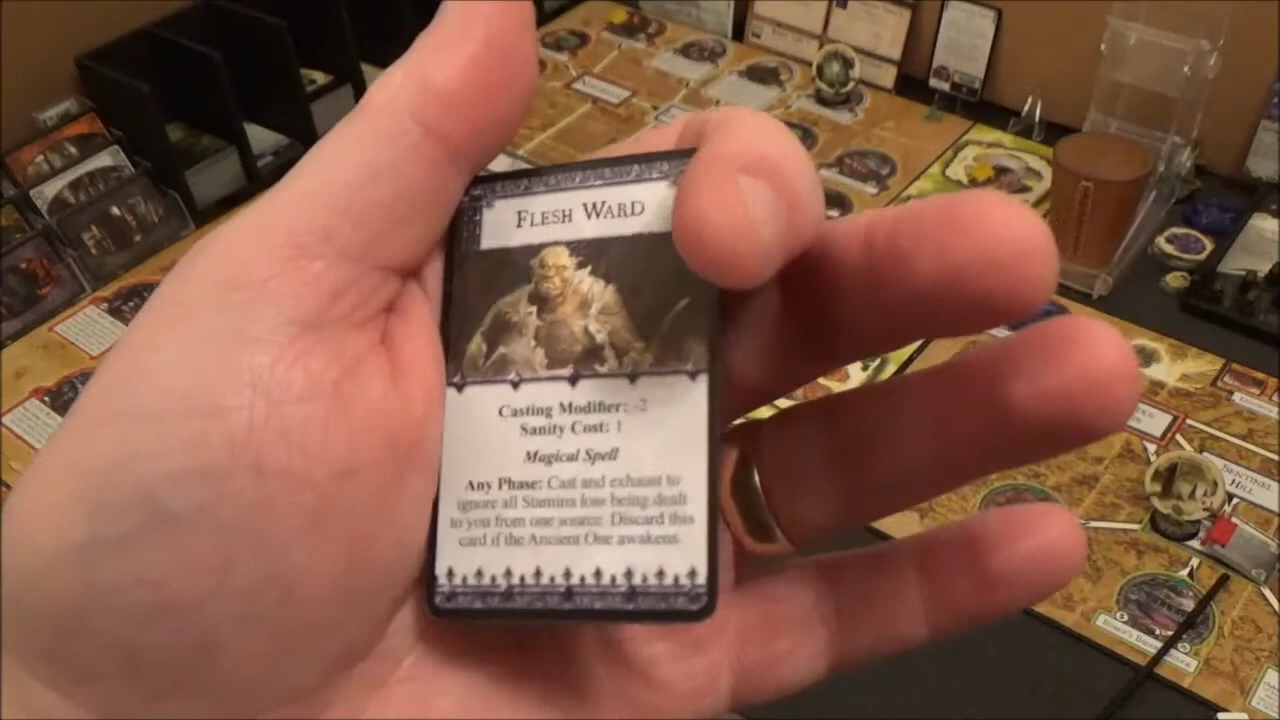 FLESH WARD
Casting Modifier: -2
Sanity Cost: 1
Magical Spell
Any Phase: Cast and exhaust to
ignore all Stamina loss being dealt
to you from one source. Discard this
card if the Ancient One awakens.
SENTINEL
HILL